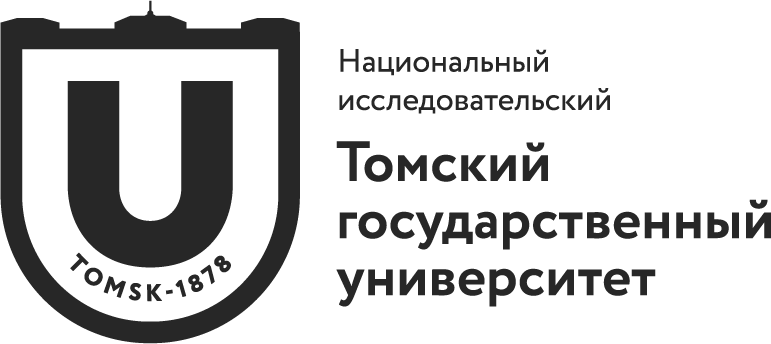 U
TOMSK-1878
Национальный
исследовательский
Томский
государственный
университет